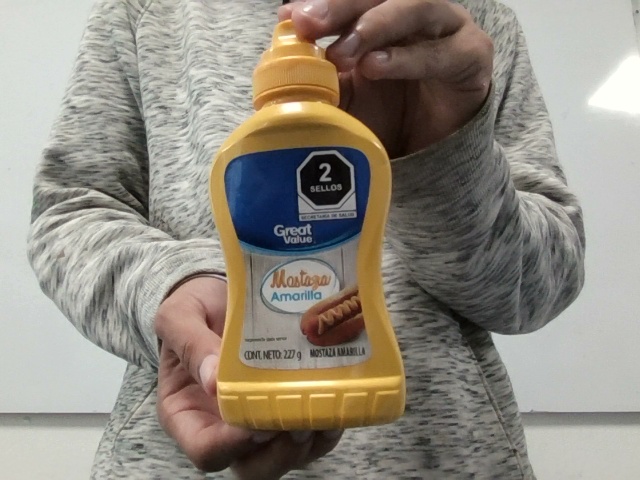 2
SELLOS
SECRETARÍA DE SALUD
Great
Value
Mostaza
Amarilla
CONT. NETO: 227 g
MOSTAZA AMARILLA